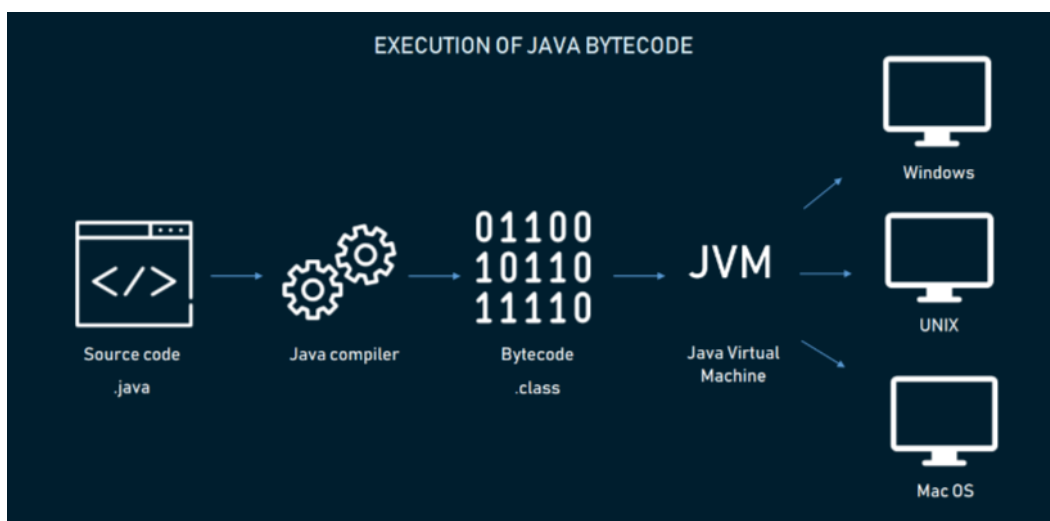 EXECUTION OF JAVA BYTECODE
</>
Source code
.java
Java compiler
01100
10110
11110
Bytecode
.class
JVM
Java Virtual
Machine
Windows
UNIX
Mac OS